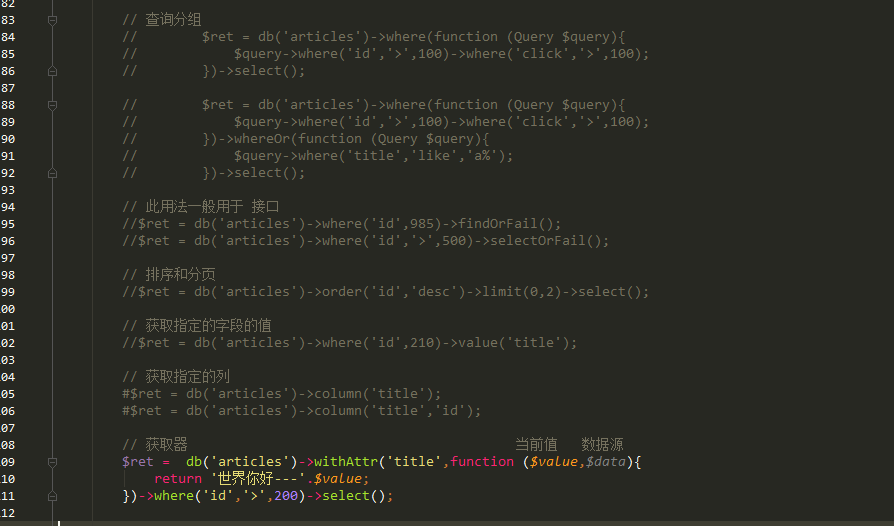 82
83 // 查询分组
84 // $ret = db('articles')->where(function (Query $query){
85 // $query->where('id','>',100)->where('click','>',100);
86 // })->select();
87
88 // $ret = db('articles')->where(function (Query $query){
89 // $query->where('id','>',100)->where('click','>',100);
90 // })->whereOr(function (Query $query){
91 // $query->where('title','like','a%');
92 // })->select();
93
94 // 此用法一般用于 接口
95 //$ret = db('articles')->where('id',985)->findOrFail();
96 //$ret = db('articles')->where('id','>',500)->selectOrFail();
97
98 // 排序和分页
99 //$ret = db('articles')->order('id','desc')->limit(0,2)->select();
00
01 // 获取指定的字段的值
02 //$ret = db('articles')->where('id',210)->value('title');
03
04 // 获取指定的列
05 #$ret = db('articles')->column('title');
06 #$ret = db('articles')->column('title','id');
07
08 // 获取器 当前值 数据源
09 $ret = db('articles')->withAttr('title',function ($value,$data){
10 return '世界你好---'.$value;
11 })->where('id','>',200)->select();
12